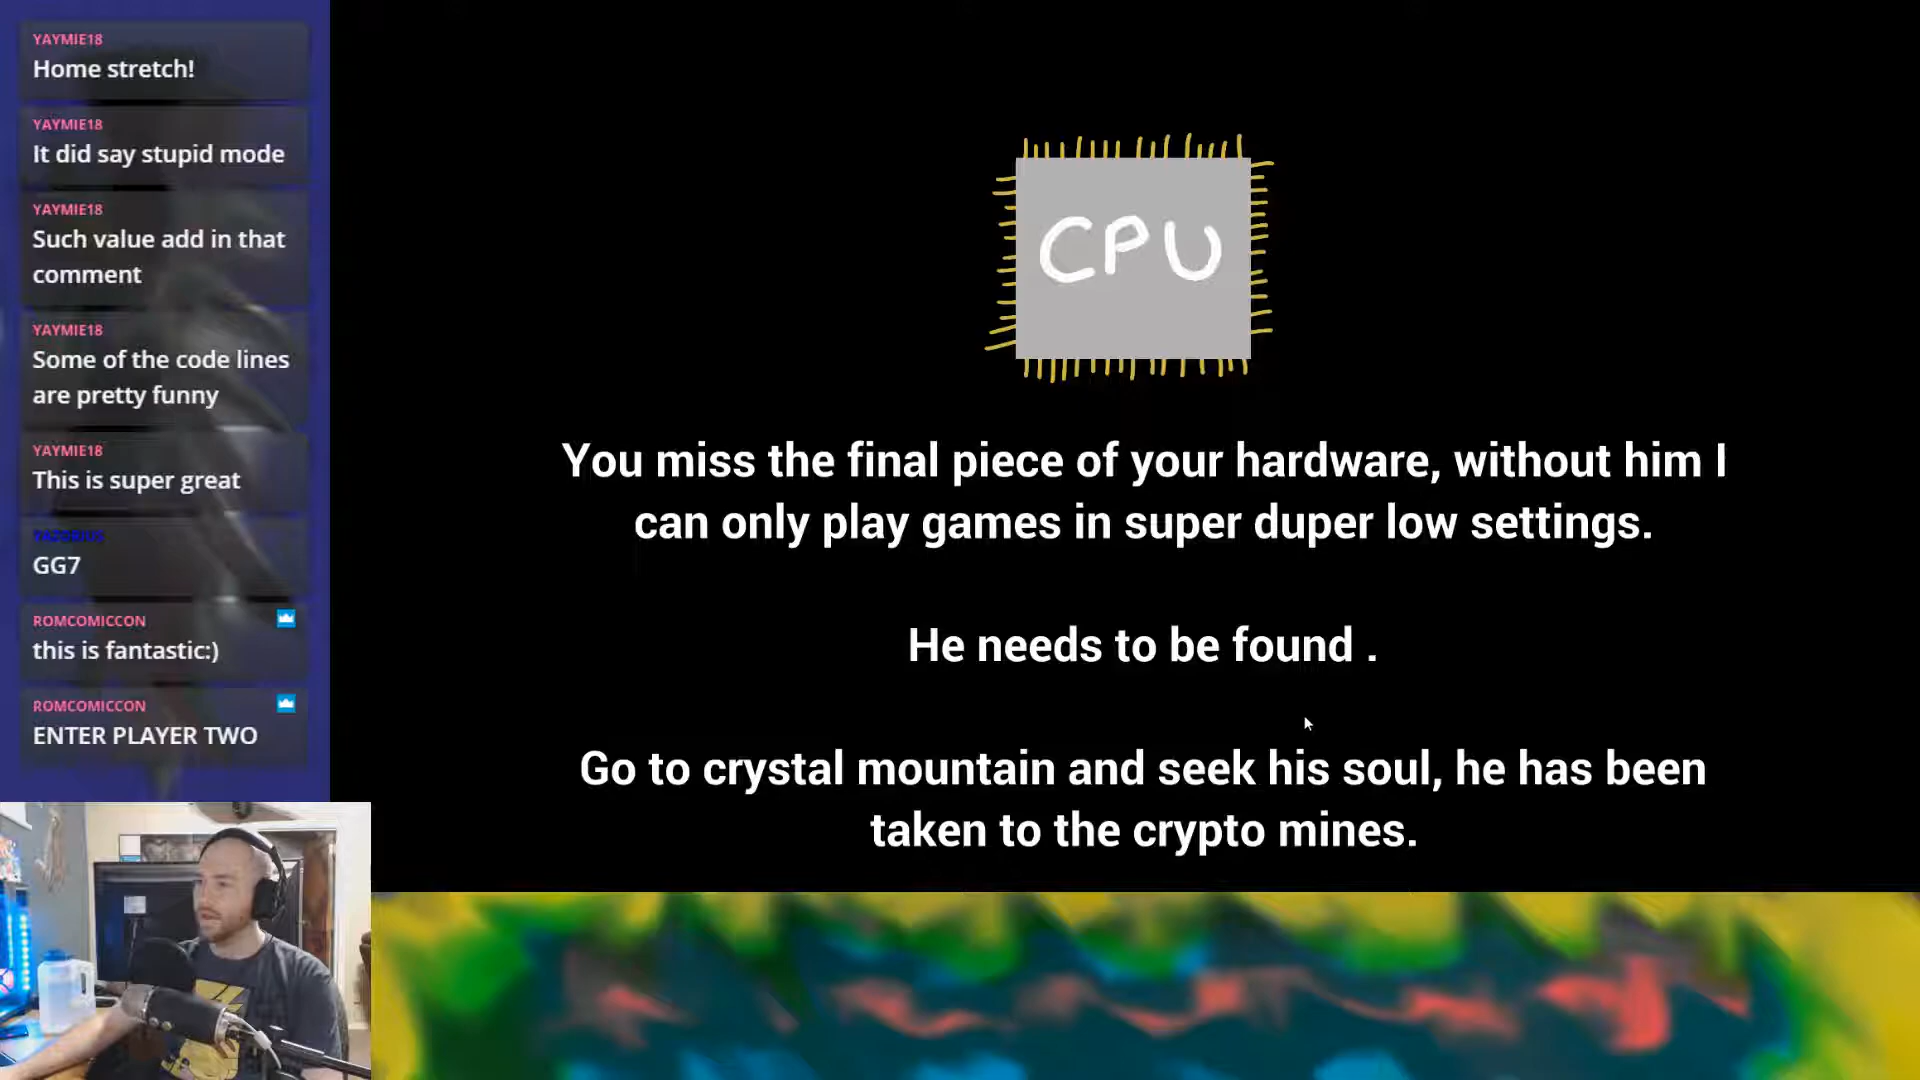 YAYMIE18
Home stretch!
YAYMIE18
It did say stupid mode
YAYMIE18
Such value add in that
comment
YAYMIE18
Some of the code lines
are pretty funny
YAYMIE18
This is super great
GG7
ROMCOMICCON
this is fantastic:)
ROMCOMICCON
ENTER PLAYER TWO
CPU
You miss the final piece of your hardware, without him I
can only play games in super duper low settings.
He needs to be found .
Go to crystal mountain and seek his soul, he has been
taken to the crypto mines.